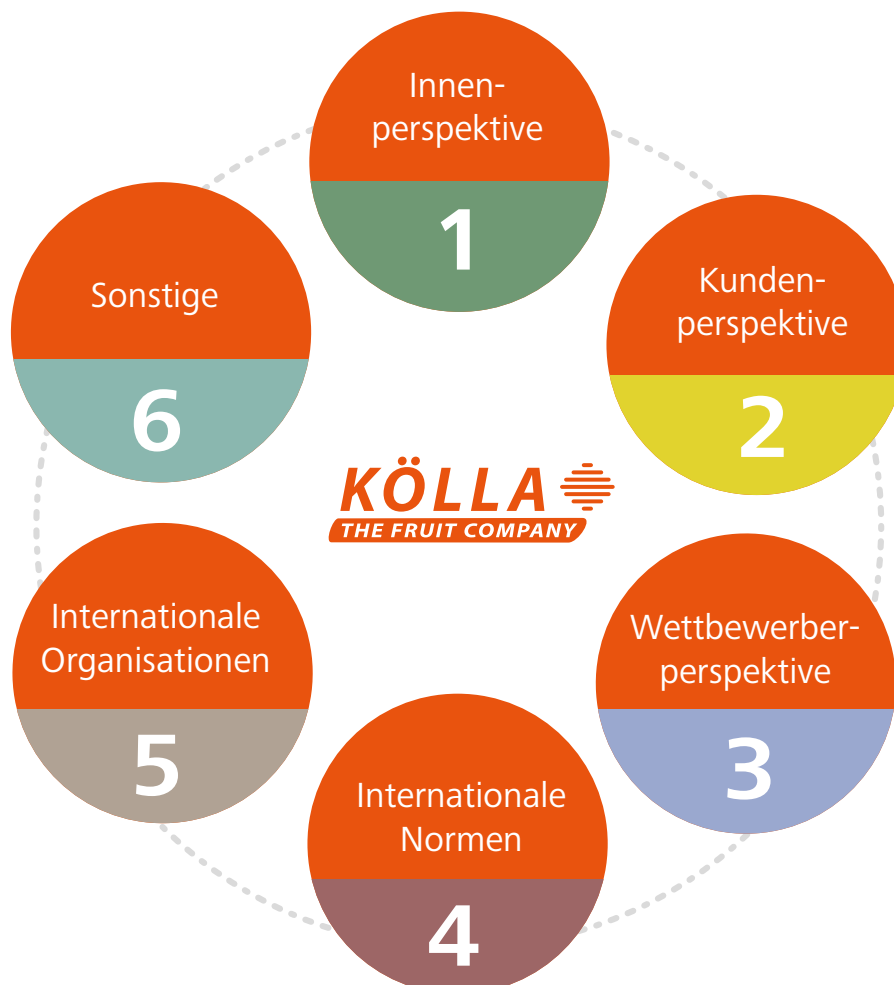 Innen-
perspektive
1
Kunden-
perspektive
2
Wettbewerber-
perspektive
3
Internationale
Normen
4
Internationale
Organisationen
5
Sonstige
6
KÖLLA
THE FRUIT COMPANY